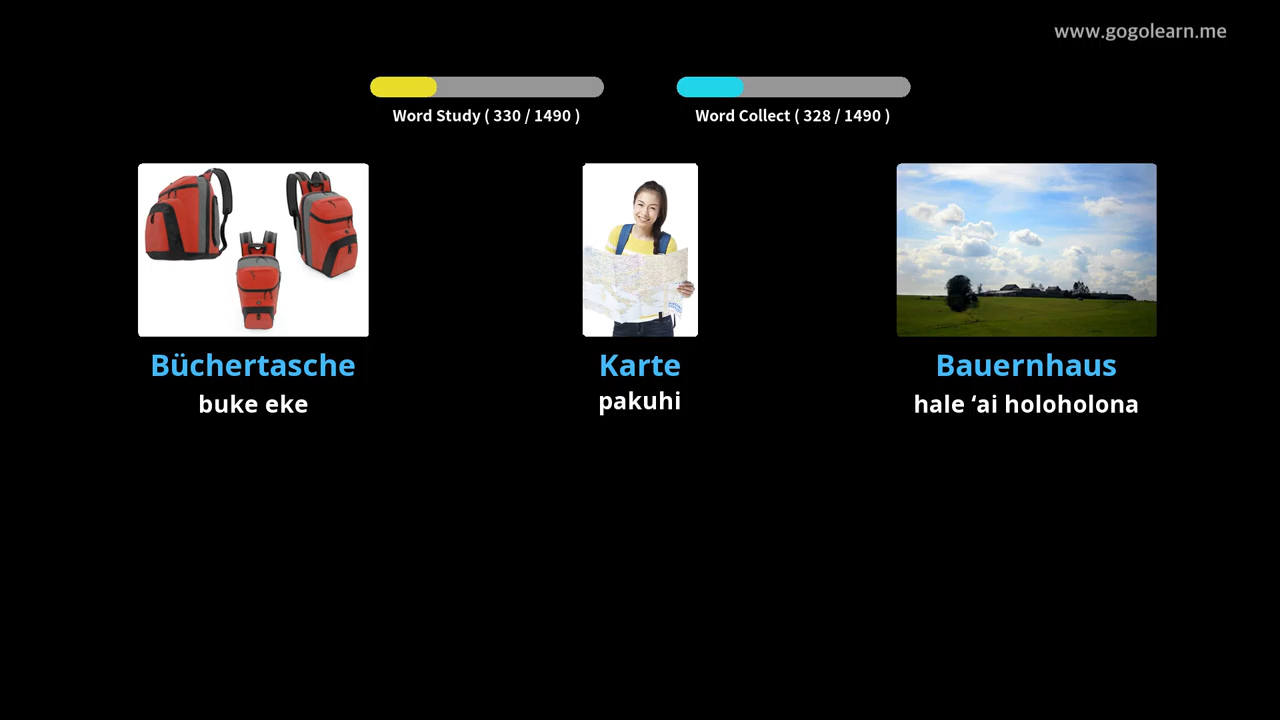 www.gogolearn.me
Word Study ( 330 / 1490 )
Word Collect ( 328 / 1490 )
Büchertasche
buke eke
Karte
pakuhi
Bauernhaus
hale ‘ai holoholona